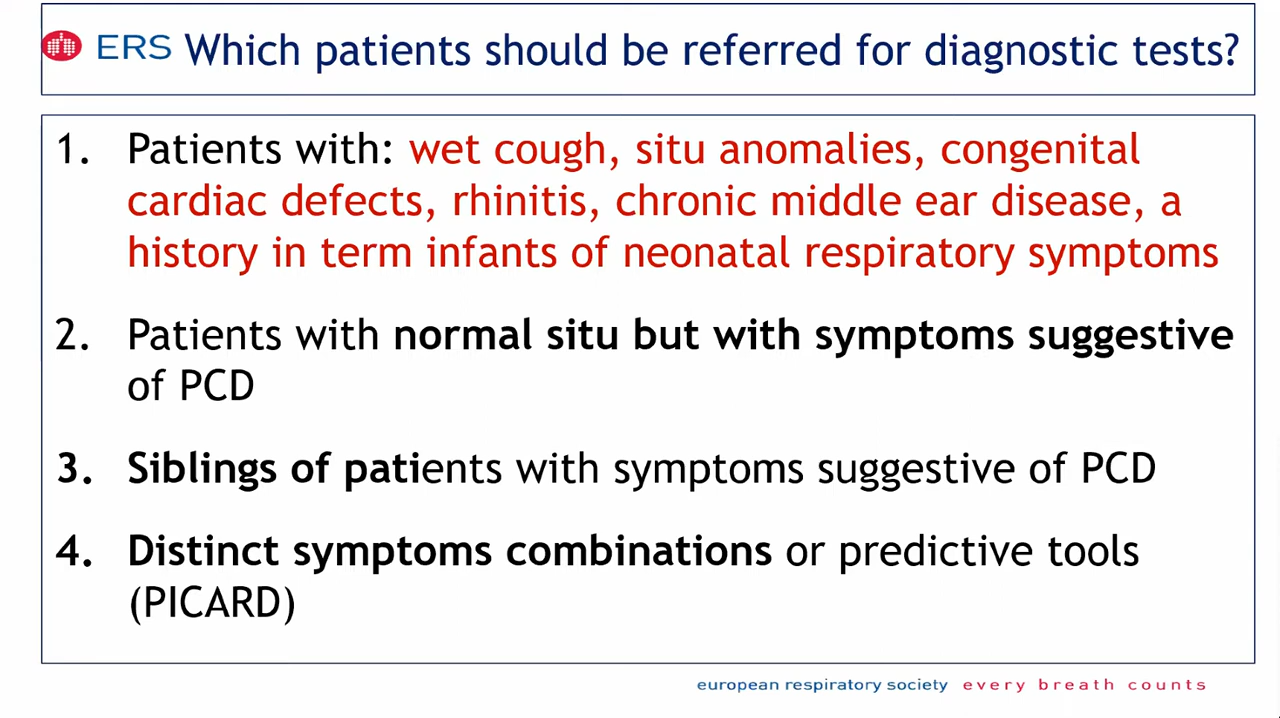 ERS Which patients should be referred for diagnostic tests?
1. Patients with: wet cough, situ anomalies, congenital
cardiac defects, rhinitis, chronic middle ear disease, a
history in term infants of neonatal respiratory symptoms
2. Patients with normal situ but with symptoms suggestive
of PCD
3. Siblings of patients with symptoms suggestive of PCD
4. Distinct symptoms combinations or predictive tools
(PICARD)
european respiratory society every breath counts